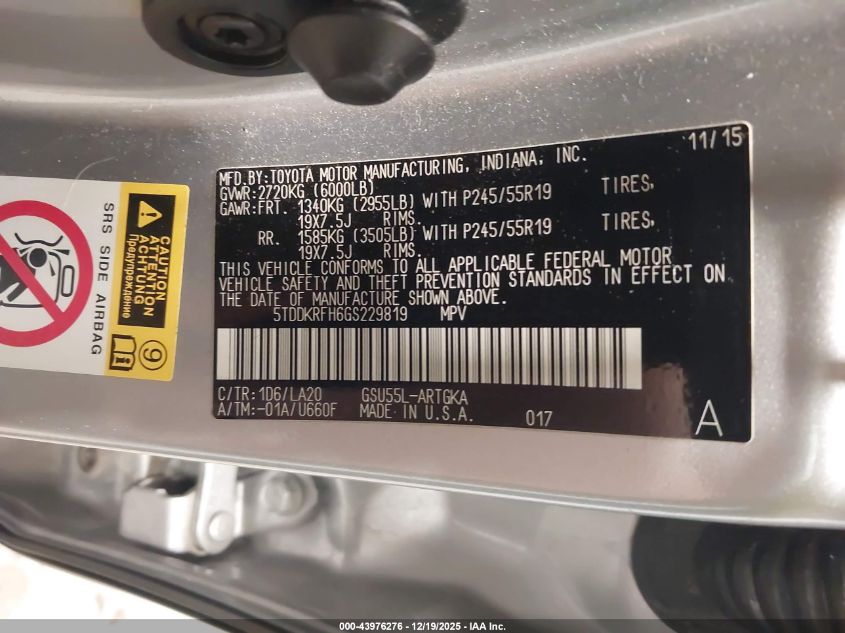 11/15
MFD.BY:TOYOTA MOTOR MANUFACTURING, INDIANA, INC.
GVWR:2720KG (6000LB)
GAWR:FRT. 1340KG (2955LB) WITH P245/55R19 TIRES,
19X7.5J RIMS.
RR. 1585KG (3505LB) WITH P245/55R19 TIRES,
19X7.5J RIMS.
THIS VEHICLE CONFORMS TO ALL APPLICABLE FEDERAL MOTOR
VEHICLE SAFETY AND THEFT PREVENTION STANDARDS IN EFFECT ON
THE DATE OF MANUFACTURE SHOWN ABOVE.
5TDDKRFH6GS229819 MPV
C/TR:1D6/LA20 GSU55L-ARTGKA
A/TM:-01A/U660F MADE IN U.S.A. 017
A
SRS SIDE AIRBAG
CAUTION
ATTENTION
ACHTUNG
Предупреждение
9
000-43976276 - 12/19/2025 - IAA Inc.